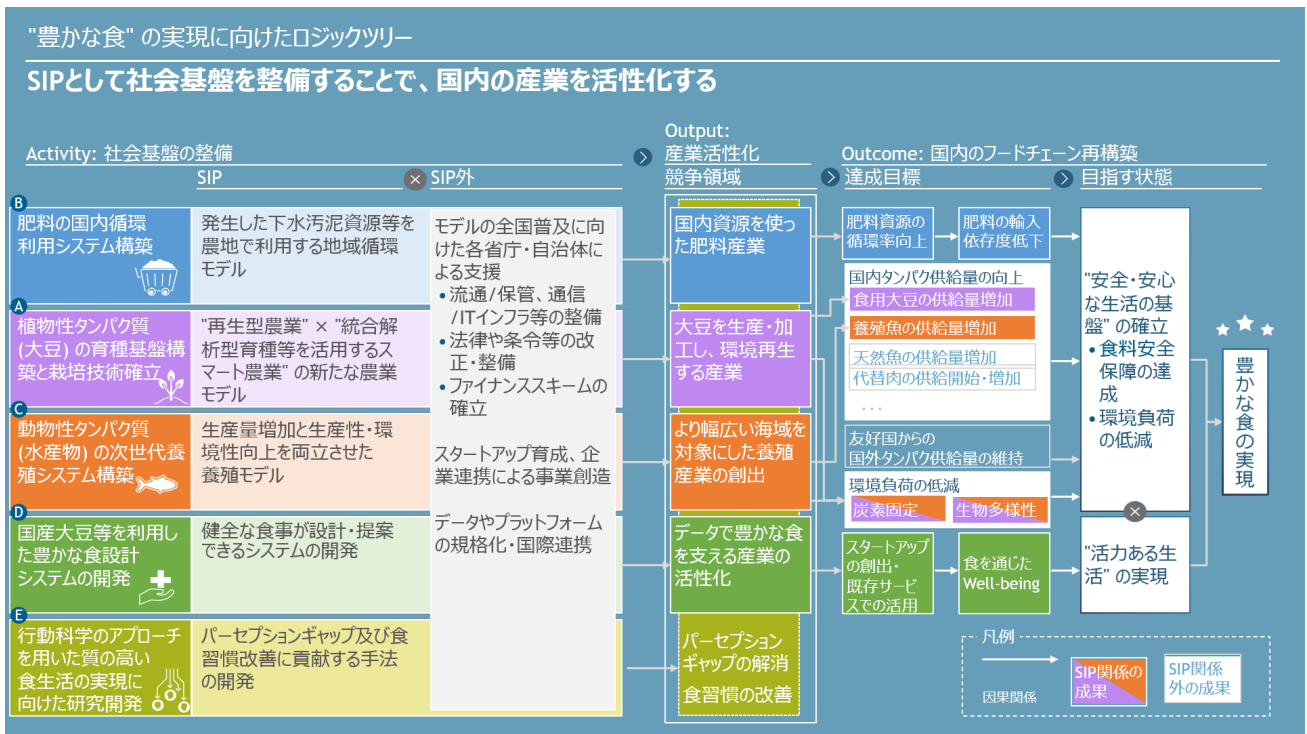 "豊かな食" の実現に向けたロジックツリー
SIPとして社会基盤を整備することで、国内の産業を活性化する
Activity: 社会基盤の整備
SIP
SIP外
Output:
産業活性化
競争領域
Outcome: 国内のフードチェーン再構築
達成目標
目指す状態
B
肥料の国内循環
利用システム構築
発生した下水汚泥資源等を
農地で利用する地域循環
モデル
A
植物性タンパク質
(大豆) の育種基盤構
築と栽培技術確立
"再生型農業" × "統合解
析型育種等を活用するス
マート農業" の新たな農業
モデル
C
動物性タンパク質
(水産物) の次世代養
殖システム構築
生産量増加と生産性・環
境性向上を両立させた
養殖モデル
D
国産大豆等を利用し
た豊かな食設計
システムの開発
健全な食事が設計・提案
できるシステムの開発
E
行動科学のアプローチ
を用いた質の高い
食生活の実現に
向けた研究開発
パーセプションギャップ及び食
習慣改善に貢献する手法
の開発
モデルの全国普及に向
けた各省庁・自治体に
よる支援
•流通/保管、通信
/ITインフラ等の整備
•法律や条令等の改
正・整備
•ファイナンススキームの
確立
スタートアップ育成、企
業連携による事業創造
データやプラットフォーム
の規格化・国際連携
国内資源を使っ
た肥料産業
大豆を生産・加
工し、環境再生
する産業
より幅広い海域を
対象にした養殖
産業の創出
データで豊かな食
を支える産業の
活性化
パーセプション
ギャップの解消
食習慣の改善
肥料資源の
循環率向上
肥料の輸入
依存度低下
国内タンパク供給量の向上
食用大豆の供給量増加
養殖魚の供給量増加
天然魚の供給量増加
代替肉の供給開始・増加
...
友好国からの
国外タンパク供給量の維持
環境負荷の低減
炭素固定
生物多様性
スタートアップ
の創出・
既存サービ
スでの活用
食を通じた
Well-being
"安全・安心
な生活の基
盤" の確立
•食料安全
保障の達
成
•環境負荷
の低減
"活力ある生
活" の実現
豊かな食の実現
凡例
因果関係
SIP関係の
成果
SIP関係
外の成果